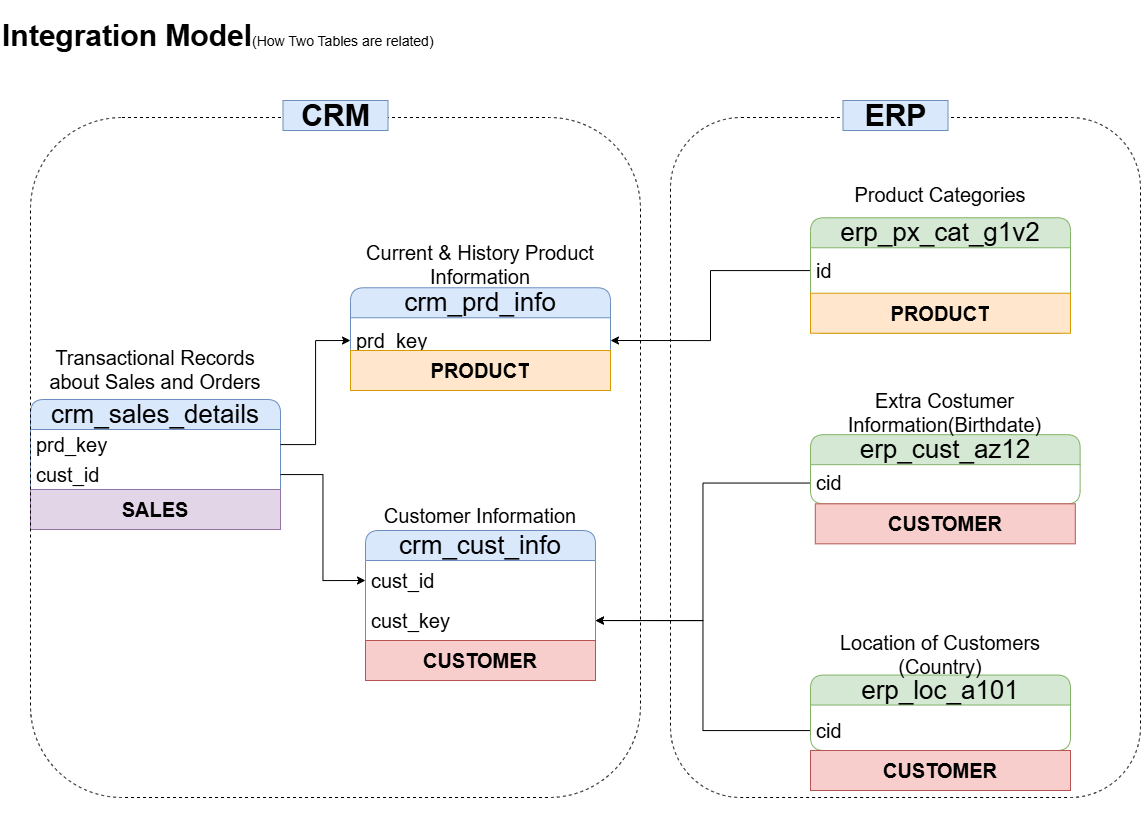 Integration Model(How Two Tables are related)
CRM
ERP
Product Categories
erp_px_cat_g1v2
id
PRODUCT
Current & History Product
Information
crm_prd_info
prd_key
PRODUCT
Transactional Records
about Sales and Orders
crm_sales_details
prd_key
cust_id
SALES
Extra Costumer
Information(Birthdate)
erp_cust_az12
cid
CUSTOMER
Customer Information
crm_cust_info
cust_id
cust_key
CUSTOMER
Location of Customers
(Country)
erp_loc_a101
cid
CUSTOMER